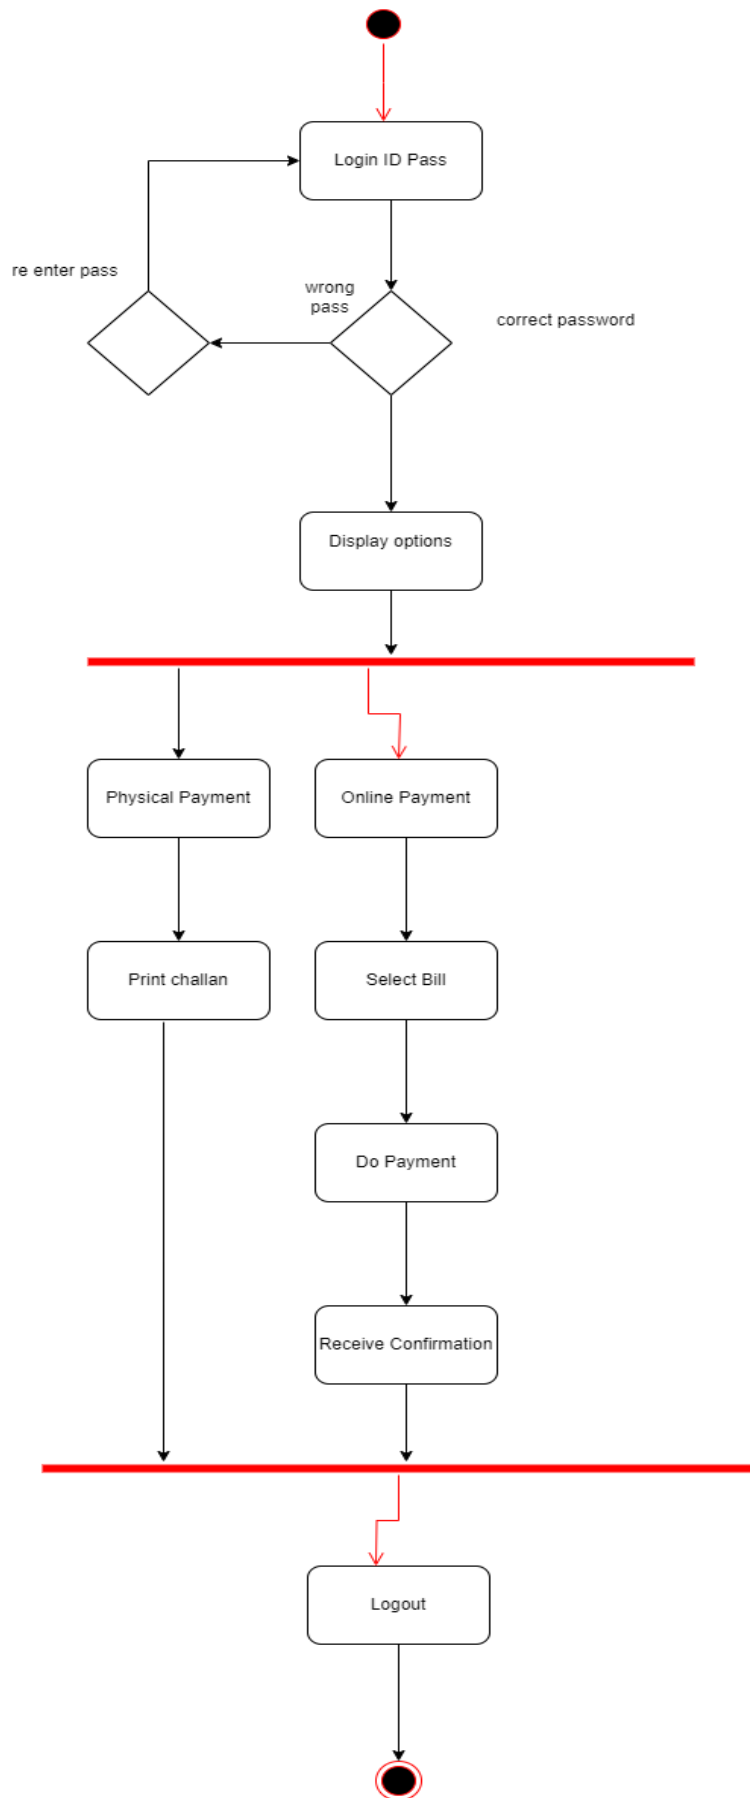 Login ID Pass
re enter pass
wrong
pass
correct password
Display options
Physical Payment
Online Payment
Print challan
Select Bill
Do Payment
Receive Confirmation
Logout